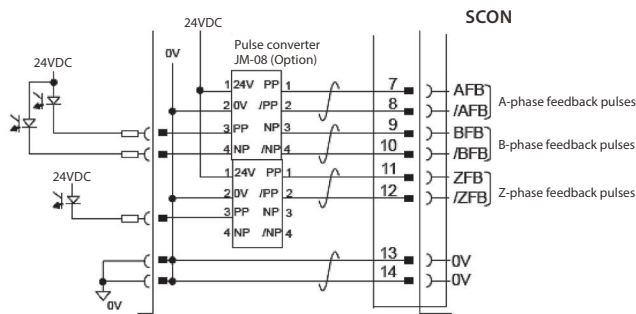 SCON
24VDC
24VDC
0V
Pulse converter
JM-08 (Option)
1 24V PP 1 7 AFB
2 0V /PP 2 8 /AFB
A-phase feedback pulses
3 PP NP 3 9 BFB
4 NP /NP 4 10 /BFB
B-phase feedback pulses
24VDC
1 24V PP 1 11 ZFB
2 0V /PP 2 12 /ZFB
Z-phase feedback pulses
3 PP NP 3
4 NP /NP 4
13 0V
14 0V
0V